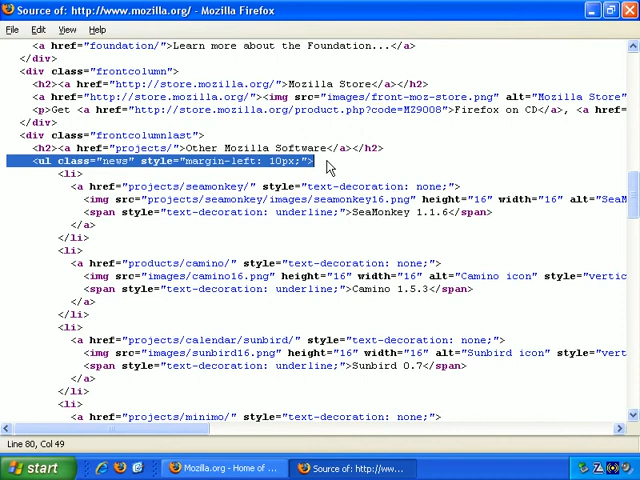 Source of: http://www.mozilla.org/ - Mozilla Firefox
File Edit View Help
<a href="foundation/">Learn more about the Foundation...</a>
</div>
<div class="frontcolumn">
<h2><a href="http://store.mozilla.org/">Mozilla Store</a></h2>
<a href="http://store.mozilla.org/"><img src="images/front-moz-store.png" alt="Mozilla Store"
<p>Get <a href="http://store.mozilla.org/product.php?code=MZ9008">Firefox on CD</a>, <a
</div>
<div class="frontcolumnlast">
<h2><a href="projects/">Other Mozilla Software</a></h2>
<ul class="news" style="margin-left: 10px;">
<li>
<a href="projects/seamonkey/" style="text-decoration: none;">
<img src="projects/seamonkey/images/seamonkey16.png" height="16" width="16" alt="SeaM
<span style="text-decoration: underline;">SeaMonkey 1.1.6</span>
</a>
</li>
<li>
<a href="products/camino/" style="text-decoration: none;">
<img src="images/camino16.png" height="16" width="16" alt="Camino icon" style="vertic
<span style="text-decoration: underline;">Camino 1.5.3</span>
</a>
</li>
<li>
<a href="projects/calendar/sunbird/" style="text-decoration: none;">
<img src="images/sunbird16.png" height="16" width="16" alt="Sunbird icon" style="vert
<span style="text-decoration: underline;">Sunbird 0.7</span>
</a>
</li>
<li>
<a href="projects/minimo/" style="text-decoration: none;">
Line 80, Col 49
start Mozilla.org - Home of ... Source of: http://ww...